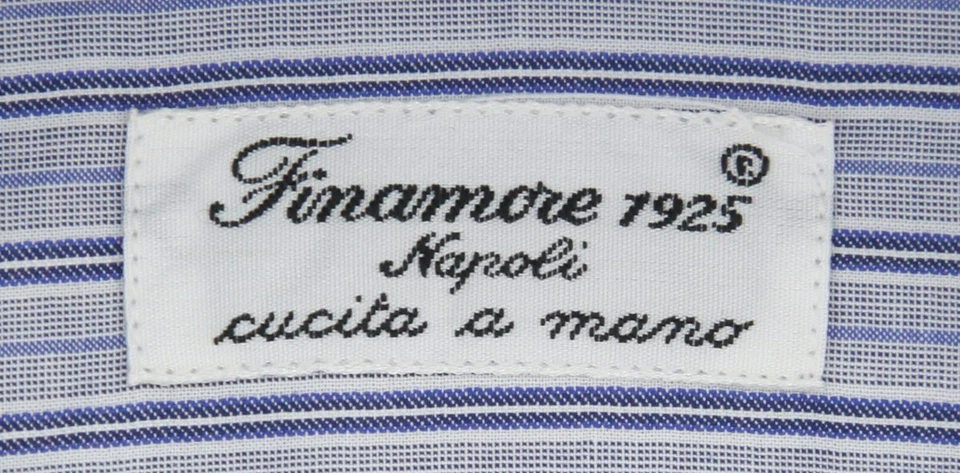 Finamore 1925®
Napoli
cucita a mano